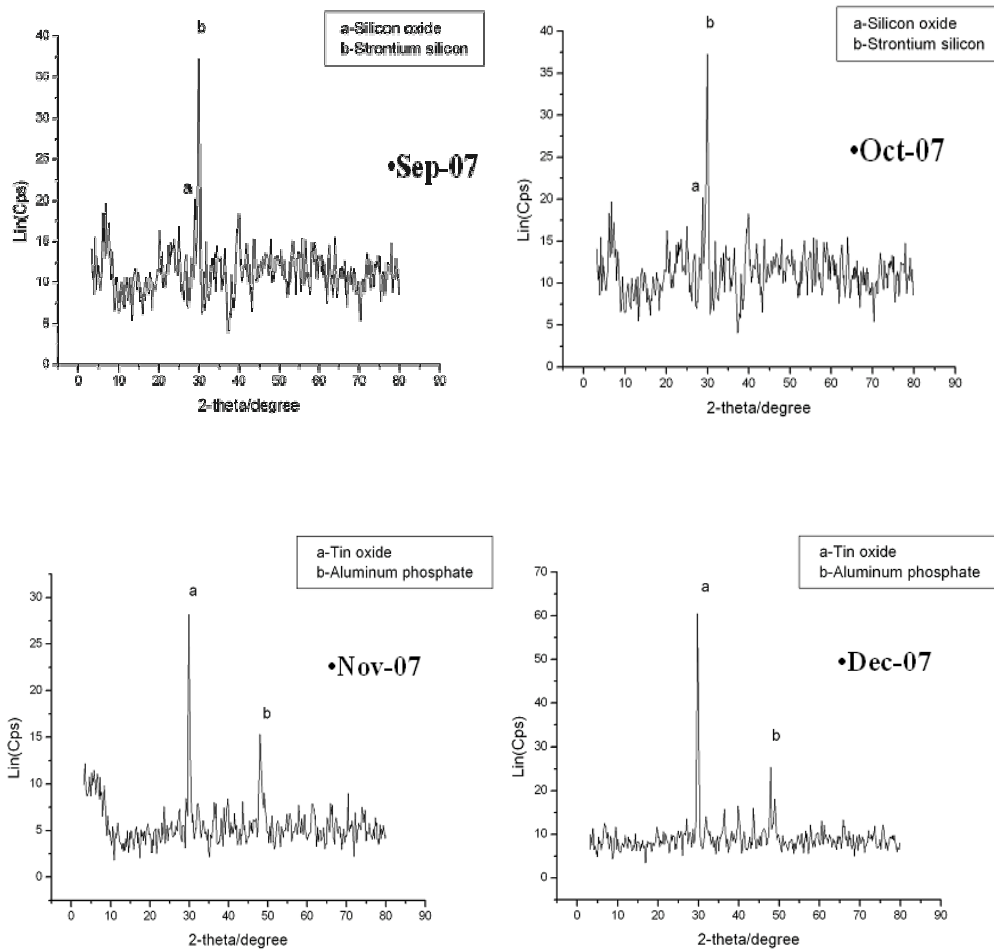 a-Silicon oxide
b-Strontium silicon
b
a
•Sep-07
40
35
30
25
20
15
10
5
0
Lin(Cps)
0 10 20 30 40 50 60 70 80 90
2-theta/degree
a-Silicon oxide
b-Strontium silicon
b
a
•Oct-07
40
35
30
25
20
15
10
5
0
Lin(Cps)
0 10 20 30 40 50 60 70 80 90
2-theta/degree
a-Tin oxide
b-Aluminum phosphate
a
b
•Nov-07
30
25
20
15
10
5
0
Lin(Cps)
0 10 20 30 40 50 60 70 80 90
2-theta/degree
a-Tin oxide
b-Aluminum phosphate
a
b
•Dec-07
70
60
50
40
30
20
10
0
Lin(Cps)
0 10 20 30 40 50 60 70 80 90
2-theta/degree